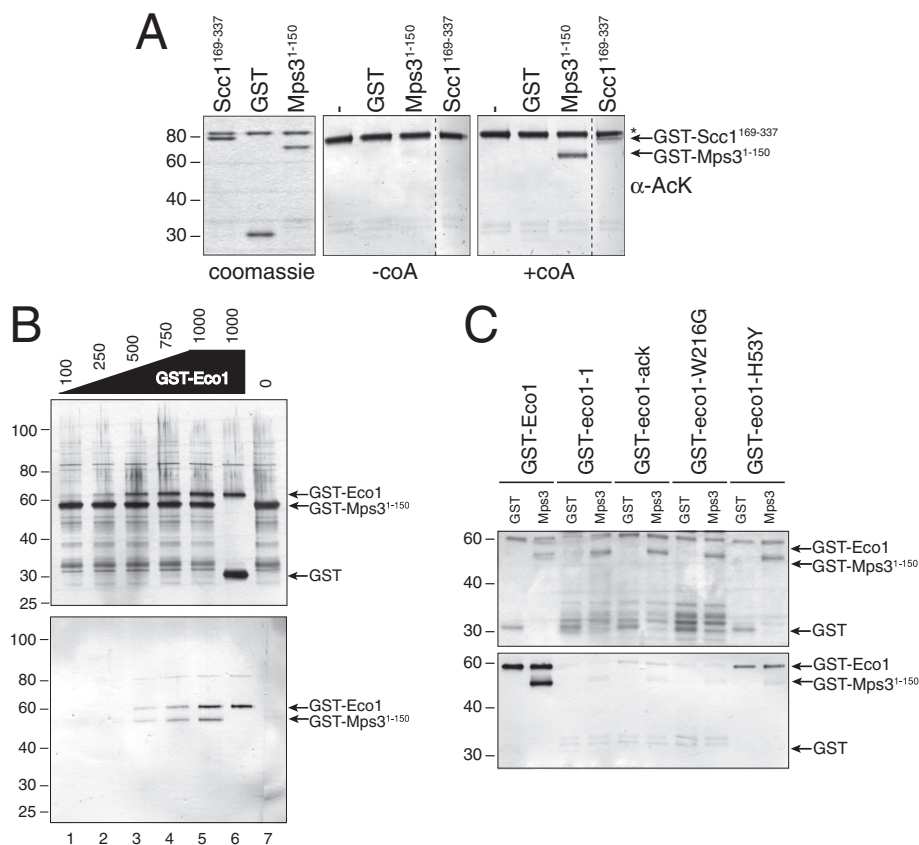 A
Scc1169-337
GST
Mps31-150
-
GST
Mps31-150
Scc1169-337
-
GST
Mps31-150
Scc1169-337
80
60
40
30
*
GST-Scc1169-337
GST-Mps31-150
α-AcK
coomassie
-coA
+coA
B
100
250
500
750
1000
1000
0
GST-Eco1
100
80
60
40
30
25
GST-Eco1
GST-Mps31-150
GST
100
80
60
40
30
25
GST-Eco1
GST-Mps31-150
1 2 3 4 5 6 7
C
GST-Eco1
GST-eco1-1
GST-eco1-ack
GST-eco1-W216G
GST-eco1-H53Y
GST Mps3 GST Mps3 GST Mps3 GST Mps3 GST Mps3
60
40
30
GST-Eco1
GST-Mps31-150
GST
60
40
30
GST-Eco1
GST-Mps31-150
GST